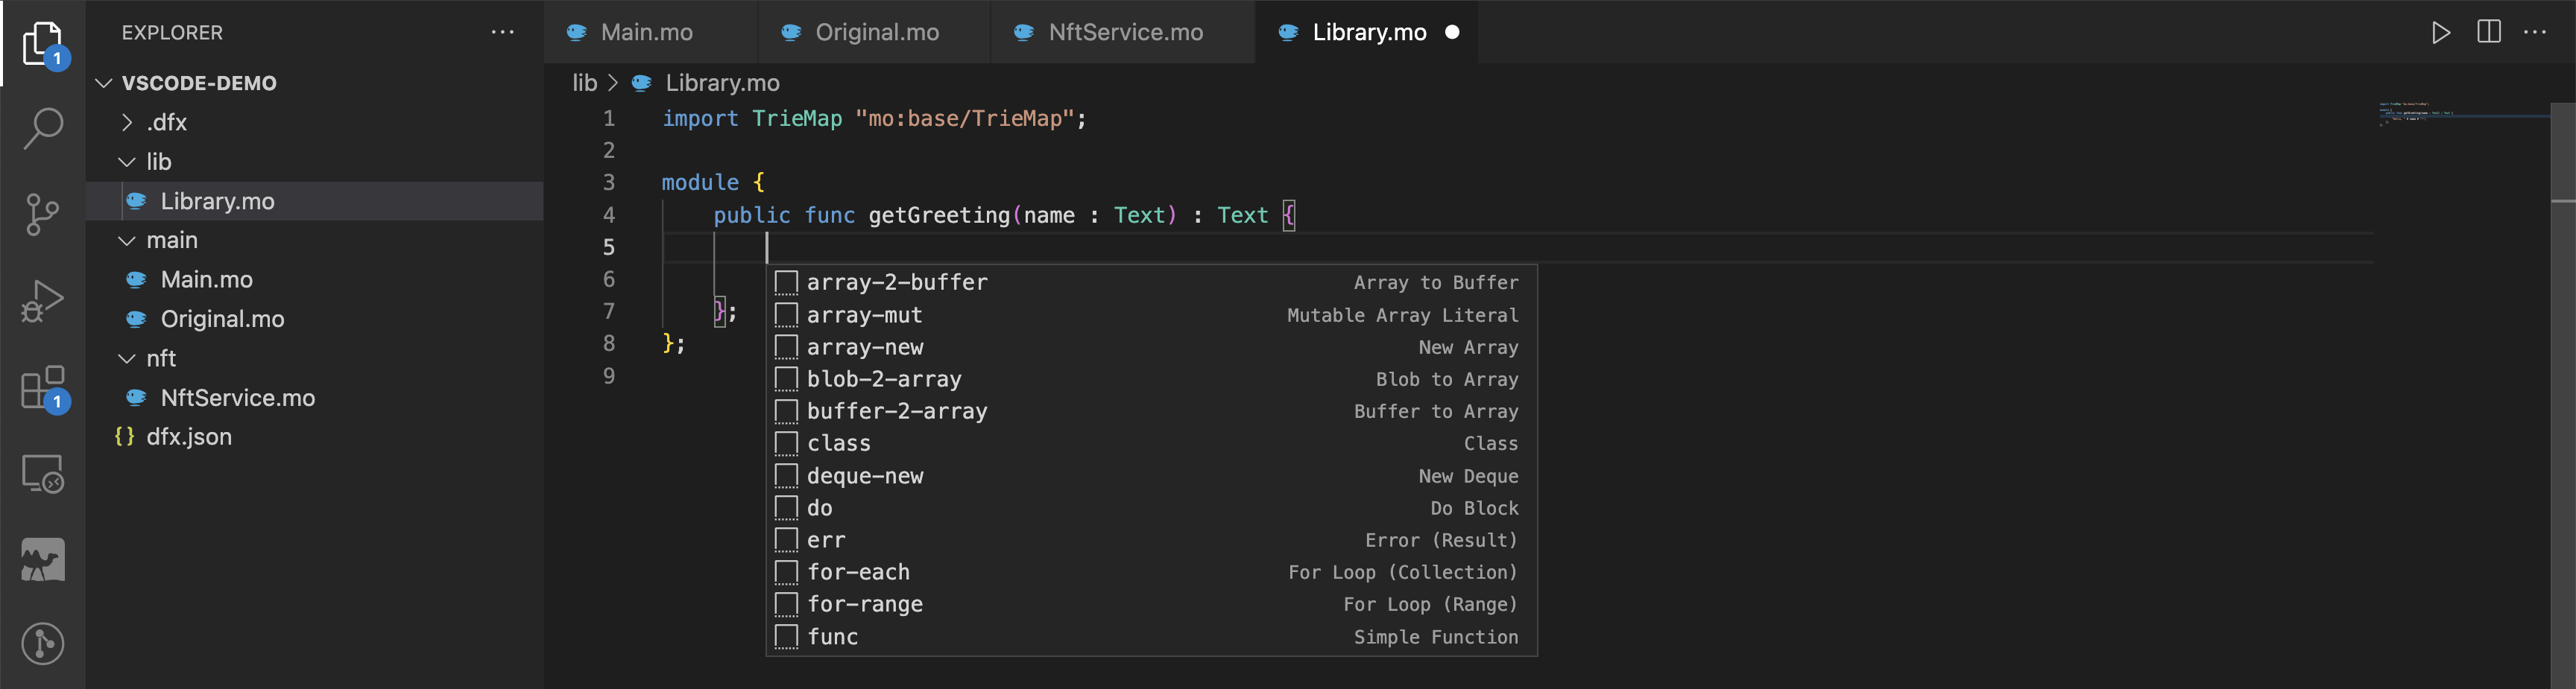 EXPLORER ···
VSCODE-DEMO
.dfx
lib
Library.mo
main
Main.mo
Original.mo
nft
NftService.mo
{} dfx.json
1
1
Main.mo
Original.mo
NftService.mo
Library.mo
lib > Library.mo
1 import TrieMap "mo:base/TrieMap";
2
3 module {
4 public func getGreeting(name : Text) : Text {
5
6
7 };
8 };
9
array-2-buffer Array to Buffer
array-mut Mutable Array Literal
array-new New Array
blob-2-array Blob to Array
buffer-2-array Buffer to Array
class Class
deque-new New Deque
do Do Block
err Error (Result)
for-each For Loop (Collection)
for-range For Loop (Range)
func Simple Function